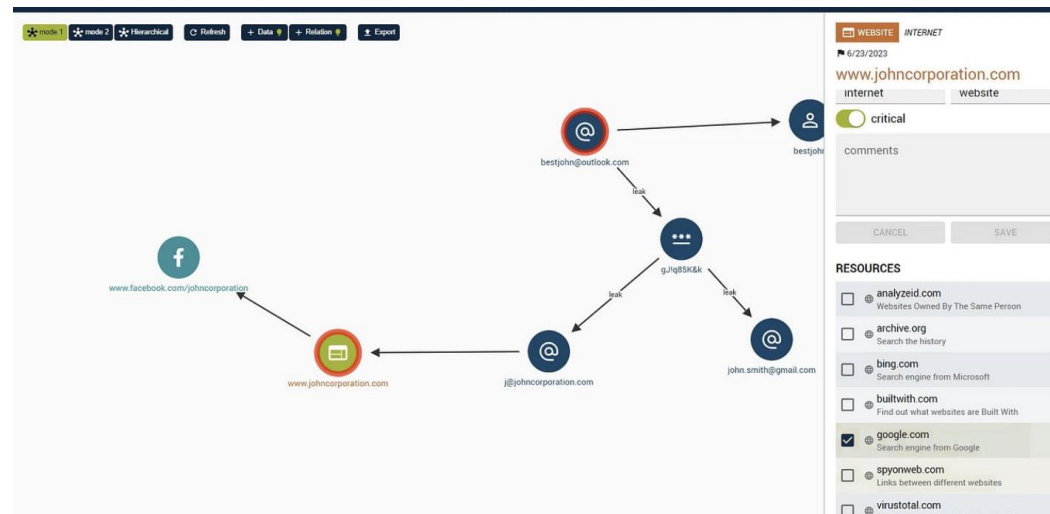 mode 1 mode 2 Hierarchical Refresh + Data + Relation Export
bestjohn@outlook.com
bestjohn
leak
***
gJ!q85K&k
leak
leak
www.facebook.com/johncorporation
www.johncorporation.com
j@johncorporation.com
john.smith@gmail.com
WEBSITE INTERNET
6/23/2023
www.johncorporation.com
internet website
critical
comments
CANCEL SAVE
RESOURCES
analyzeid.com
Websites Owned By The Same Person
archive.org
Search the history
bing.com
Search engine from Microsoft
builtwith.com
Find out what websites are Built With
google.com
Search engine from Google
spyonweb.com
Links between different websites
virustotal.com